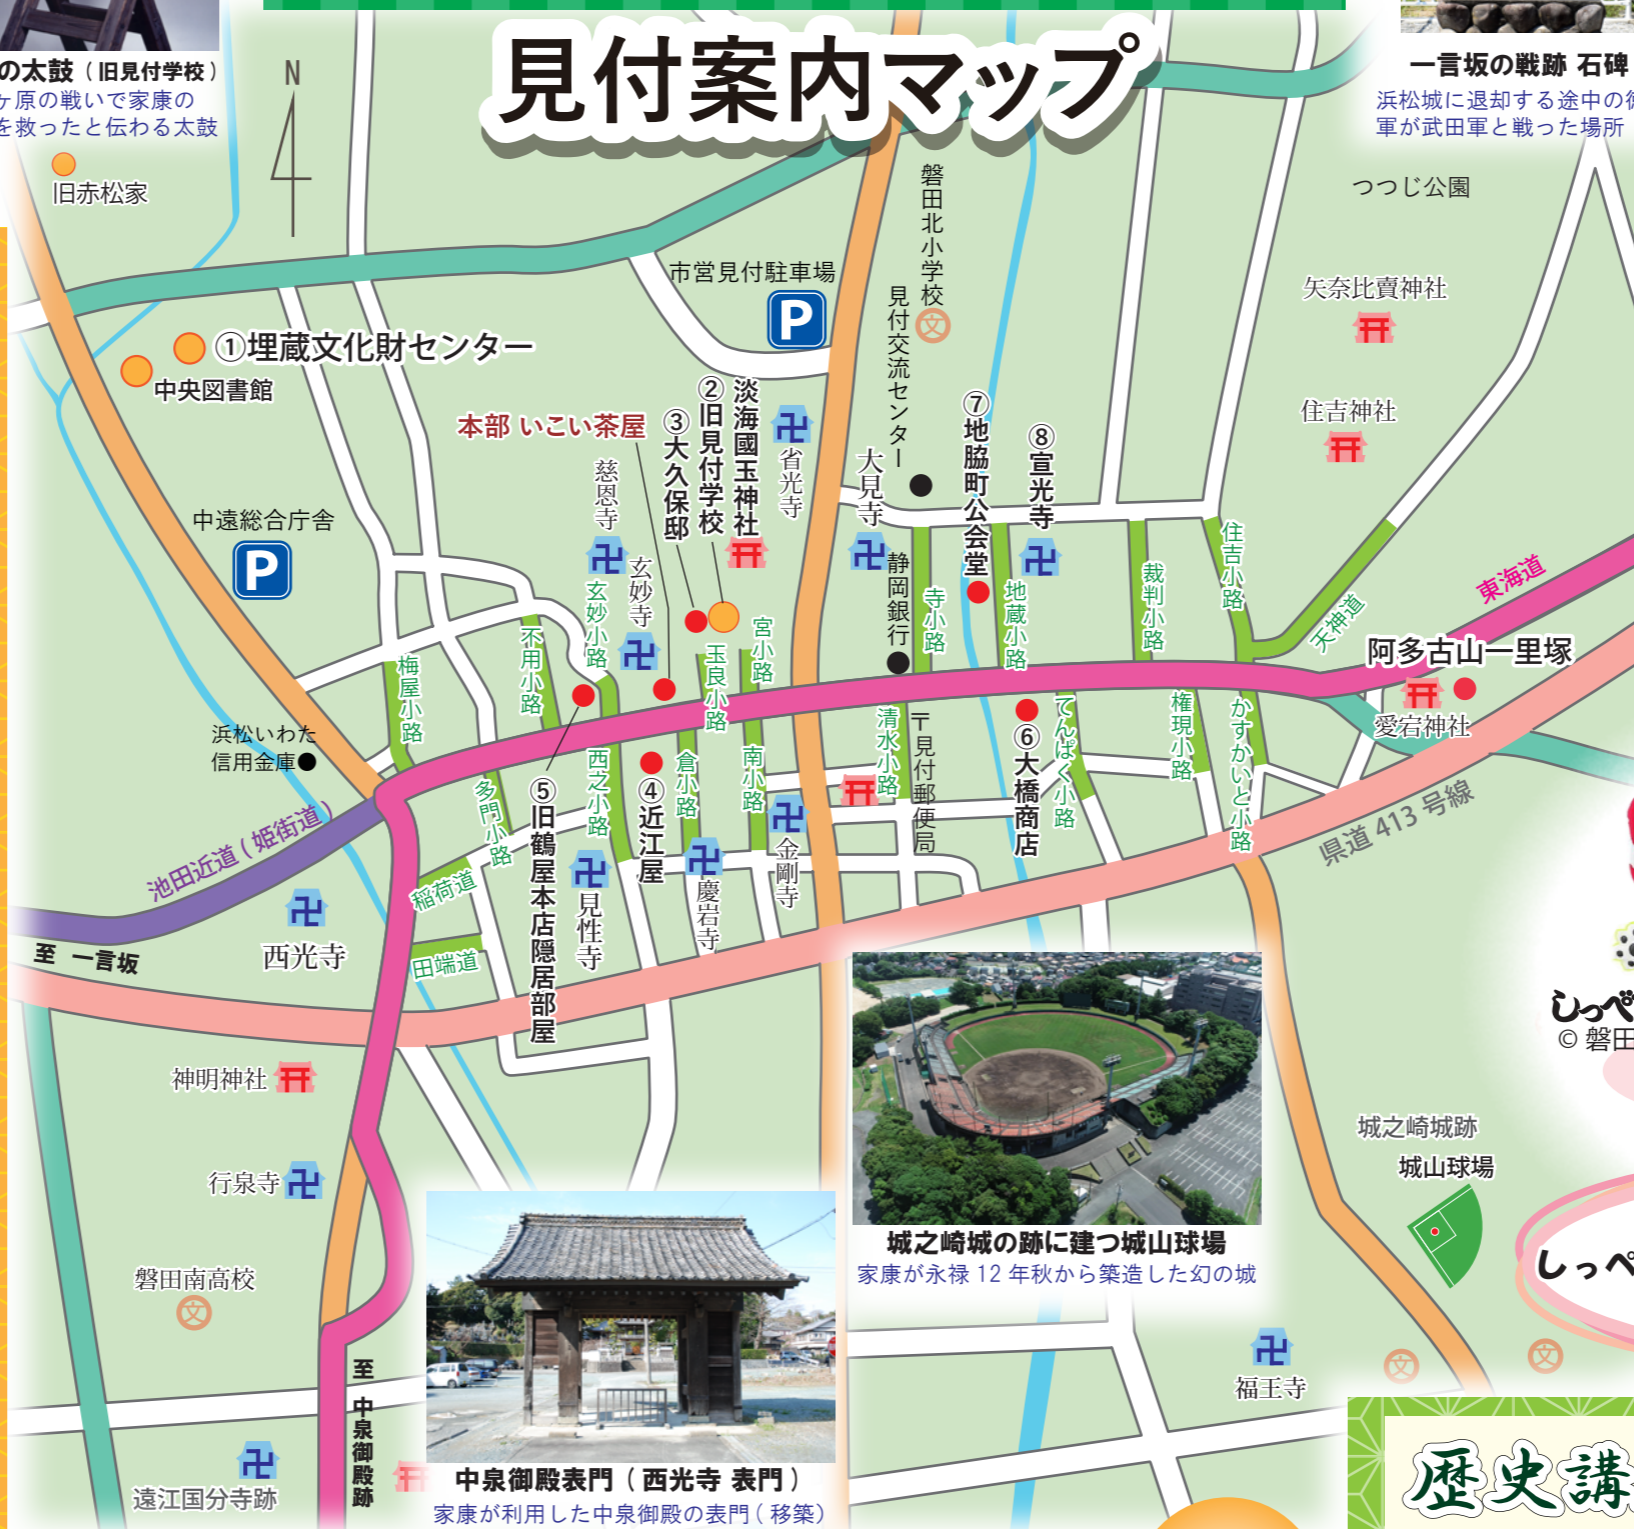 見付案内マップ
の太鼓（旧見付学校）
ヶ原の戦いで家康の
を救ったと伝わる太鼓
N
一言坂の戦跡 石碑
浜松城に退却する途中の
軍が武田軍と戦った場所
旧赤松家
つつじ公園
磐田北小学校
文
市営見付駐車場
P
見付交流センター
矢奈比賣神社
住吉神社
①埋蔵文化財センター
中央図書館
本部 いこい茶屋
③大久保邸
②旧見付学校
淡海國玉神社
省光寺
大見寺
⑦地脇町公会堂
⑧宣光寺
慈恩寺
玄妙寺
中遠総合庁舎
P
静岡銀行
寺小路
地蔵小路
裁判小路
住吉小路
天神道
東海道
阿多古山一里塚
愛宕神社
梅屋小路
不用小路
玄妙小路
玉良小路
宮小路
浜松いわた
信用金庫
多門小路
⑤旧鶴屋本店隠居部屋
西之小路
④近江屋
倉小路
南小路
清水小路
〒見付郵便局
⑥大橋商店
てんぱく小路
権現小路
かすかいと小路
県道 413 号線
池田近道(姫街道)
至 一言坂
西光寺
稲荷道
田端道
見性寺
慶岩寺
金剛寺
神明神社
行泉寺
磐田南高校
文
至 中泉御殿跡
遠江国分寺跡
中泉御殿表門（西光寺 表門）
家康が利用した中泉御殿の表門(移築)
城之崎城の跡に建つ城山球場
家康が永禄 12 年秋から築造した幻の城
城之崎城跡
城山球場
しっぺ
© 磐田
しっぺ
福王寺
文
文
歴史講